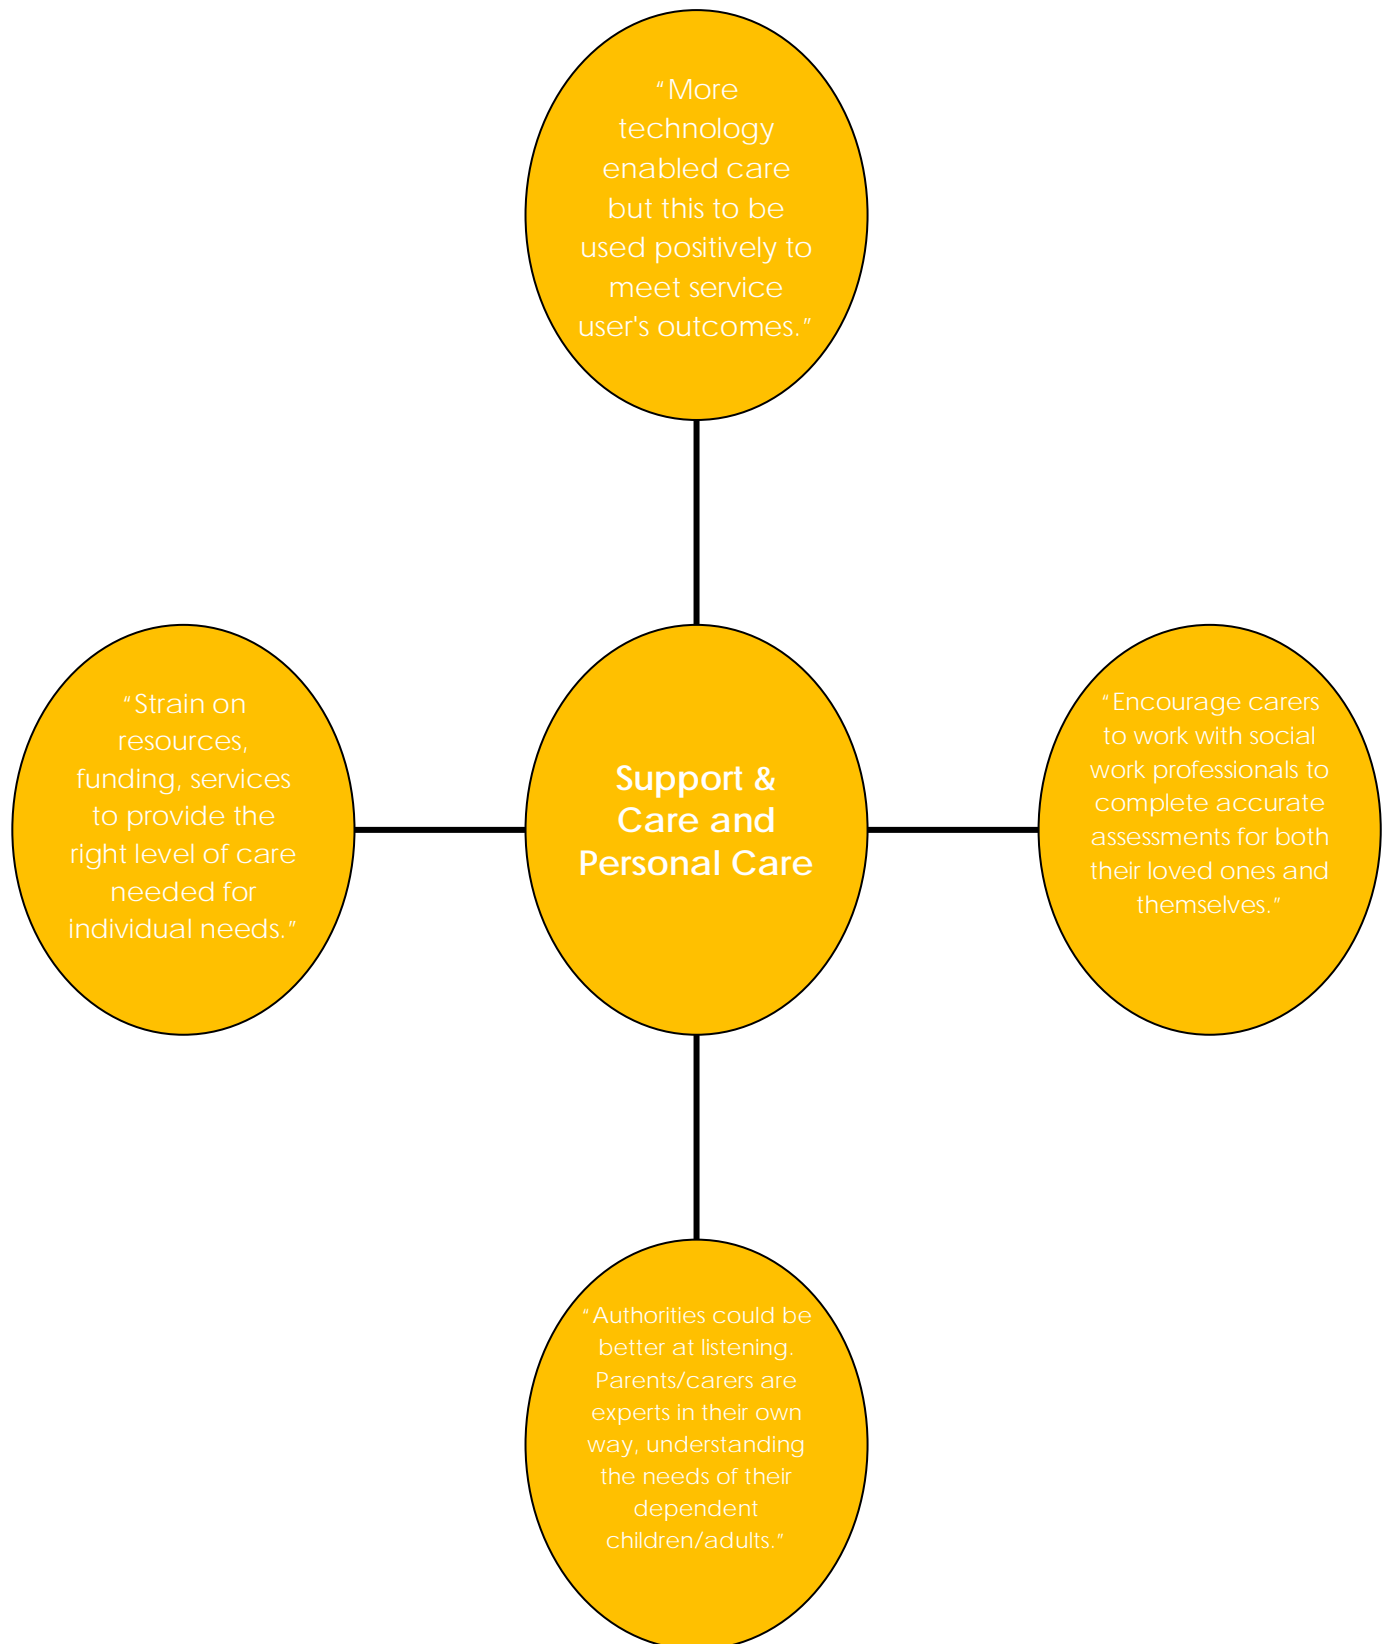 “More
technology
enabled care
but this to be
used positively to
meet service
user's outcomes.”
“Strain on
resources,
funding, services
to provide the
right level of care
needed for
individual needs.”
Support &
Care and
Personal Care
“Encourage carers
to work with social
work professionals to
complete accurate
assessments for both
their loved ones and
themselves.”
“Authorities could be
better at listening.
Parents/carers are
experts in their own
way, understanding
the needs of their
dependent
children/adults.”